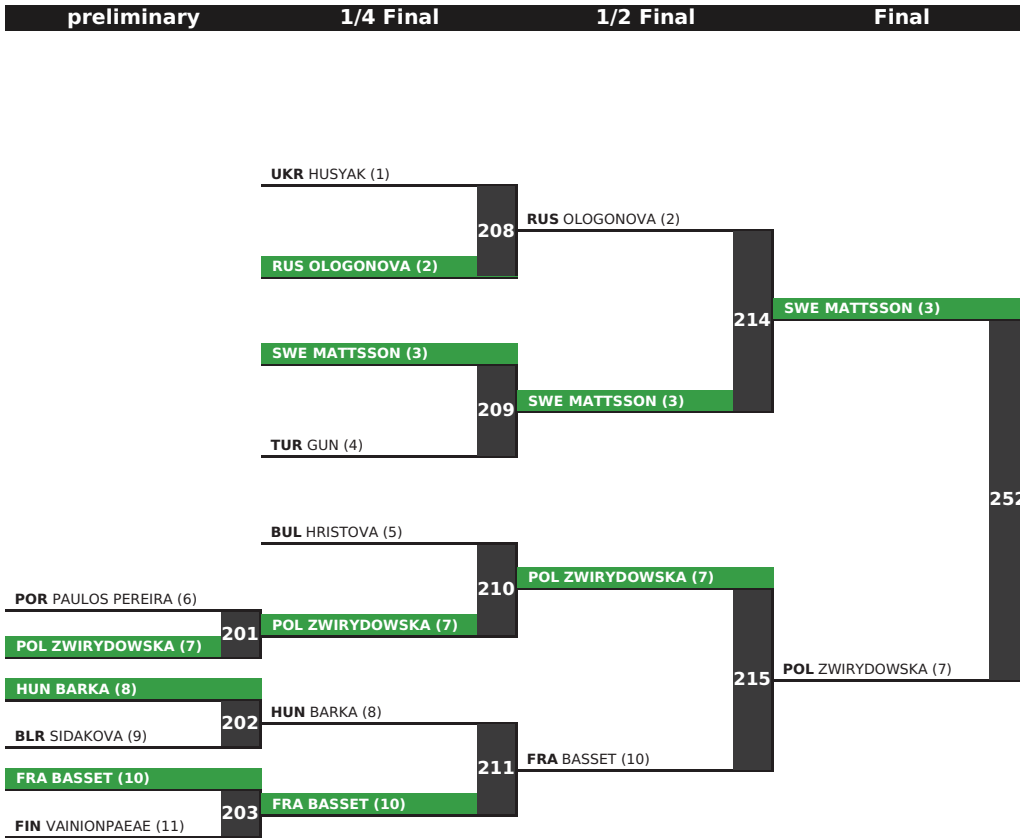 preliminary 1/4 Final 1/2 Final Final
UKR HUSYAK (1)
208
RUS OLOGONOVA (2)
RUS OLOGONOVA (2)
214
SWE MATTSSON (3)
SWE MATTSSON (3)
209
SWE MATTSSON (3)
TUR GUN (4)
252
BUL HRISTOVA (5)
210
POL ZWIRYDOWSKA (7)
POR PAULOS PEREIRA (6)
201
POL ZWIRYDOWSKA (7)
POL ZWIRYDOWSKA (7)
215
POL ZWIRYDOWSKA (7)
HUN BARKA (8)
202
HUN BARKA (8)
BLR SIDAKOVA (9)
211
FRA BASSET (10)
FRA BASSET (10)
203
FRA BASSET (10)
FIN VAINIONPAEAE (11)